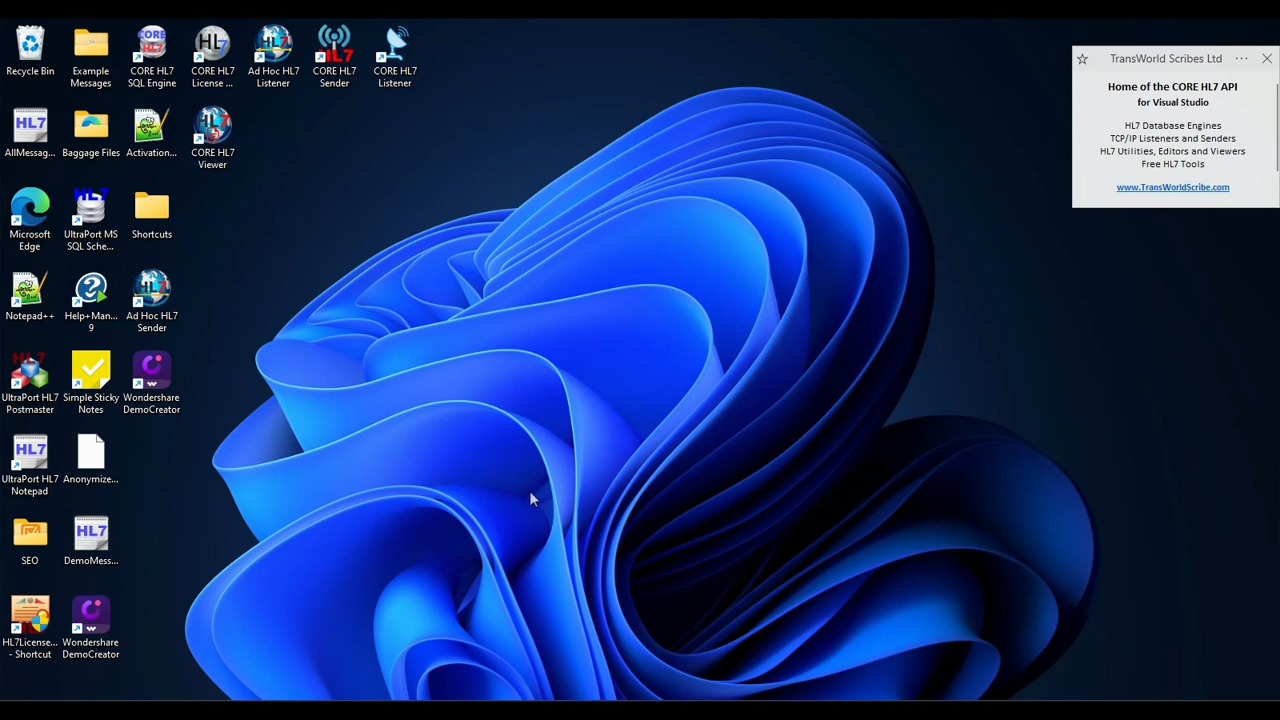 Recycle Bin
Example
Messages
CORE HL7
SQL Engine
CORE HL7
License ...
Ad Hoc HL7
Listener
CORE HL7
Sender
CORE HL7
Listener
AllMessag...
Baggage Files
Activation...
CORE HL7
Viewer
Microsoft
Edge
UltraPort MS
SQL Sche...
Shortcuts
Notepad++
Help+Man...
9
Ad Hoc HL7
Sender
UltraPort HL7
Postmaster
Simple Sticky
Notes
Wondershare
DemoCreator
UltraPort HL7
Notepad
Anonymize...
SEO
DemoMess...
HL7License...
- Shortcut
Wondershare
DemoCreator
TransWorld Scribes Ltd
Home of the CORE HL7 API
for Visual Studio
HL7 Database Engines
TCP/IP Listeners and Senders
HL7 Utilities, Editors and Viewers
Free HL7 Tools
www.TransWorldScribe.com